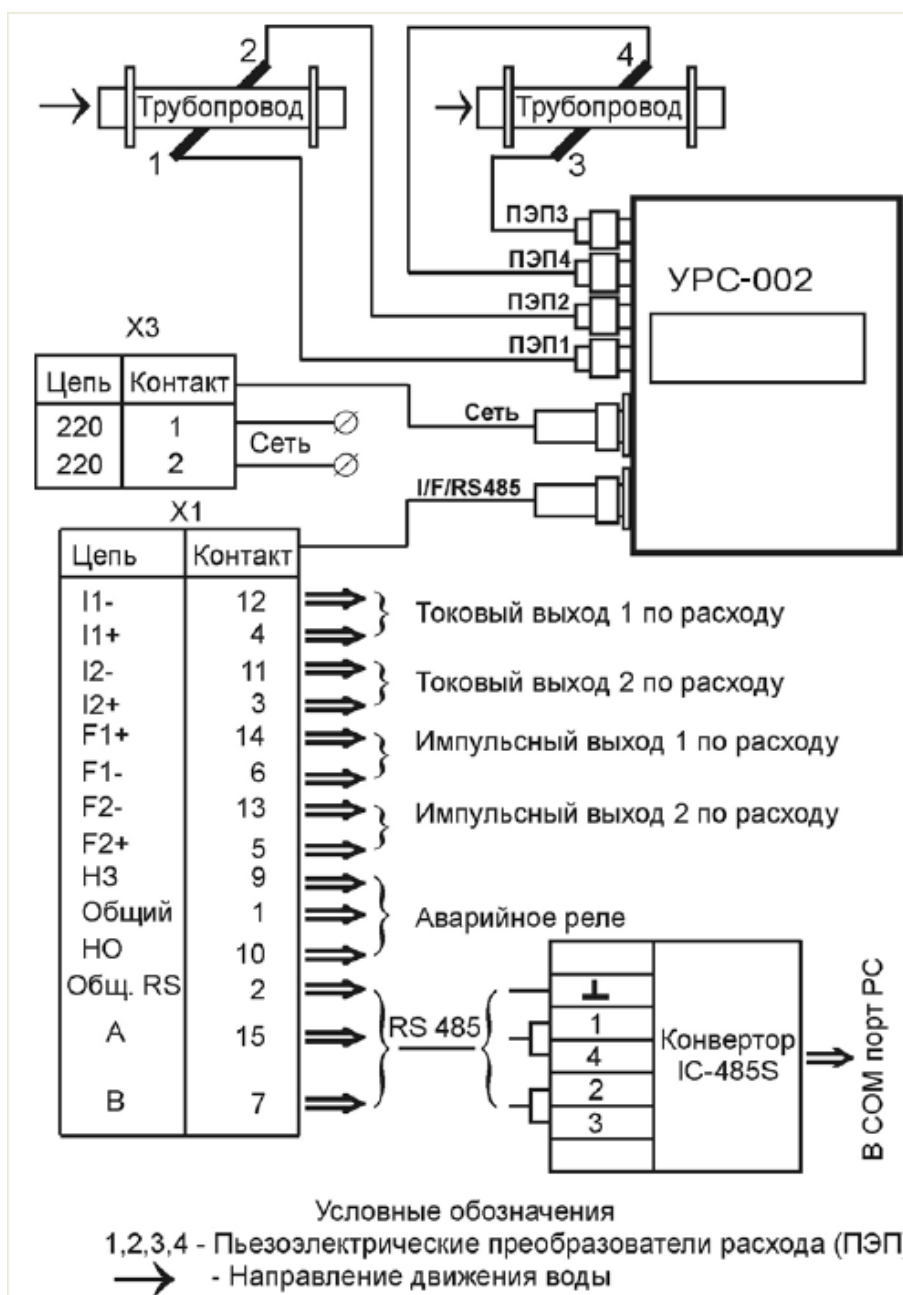 2
4
Трубопровод
Трубопровод
1
3
ПЭП3
ПЭП4
ПЭП2
ПЭП1
УРС-002
X3
Цепь Контакт
220 1
220 2
Сеть
Сеть
I/F/RS485
X1
Цепь Контакт
I1- 12
I1+ 4
Токовый выход 1 по расходу
I2- 11
I2+ 3
Токовый выход 2 по расходу
F1+ 14
F1- 6
Импульсный выход 1 по расходу
F2- 13
F2+ 5
Импульсный выход 2 по расходу
НЗ 9
Общий 1
НО 10
Аварийное реле
Общ. RS 2
A 15
B 7
RS 485
1
4
2
3
Конвертор
IC-485S
В COM порт PC
Условные обозначения
1,2,3,4 - Пьезоэлектрические преобразователи расхода (ПЭП)
- Направление движения воды